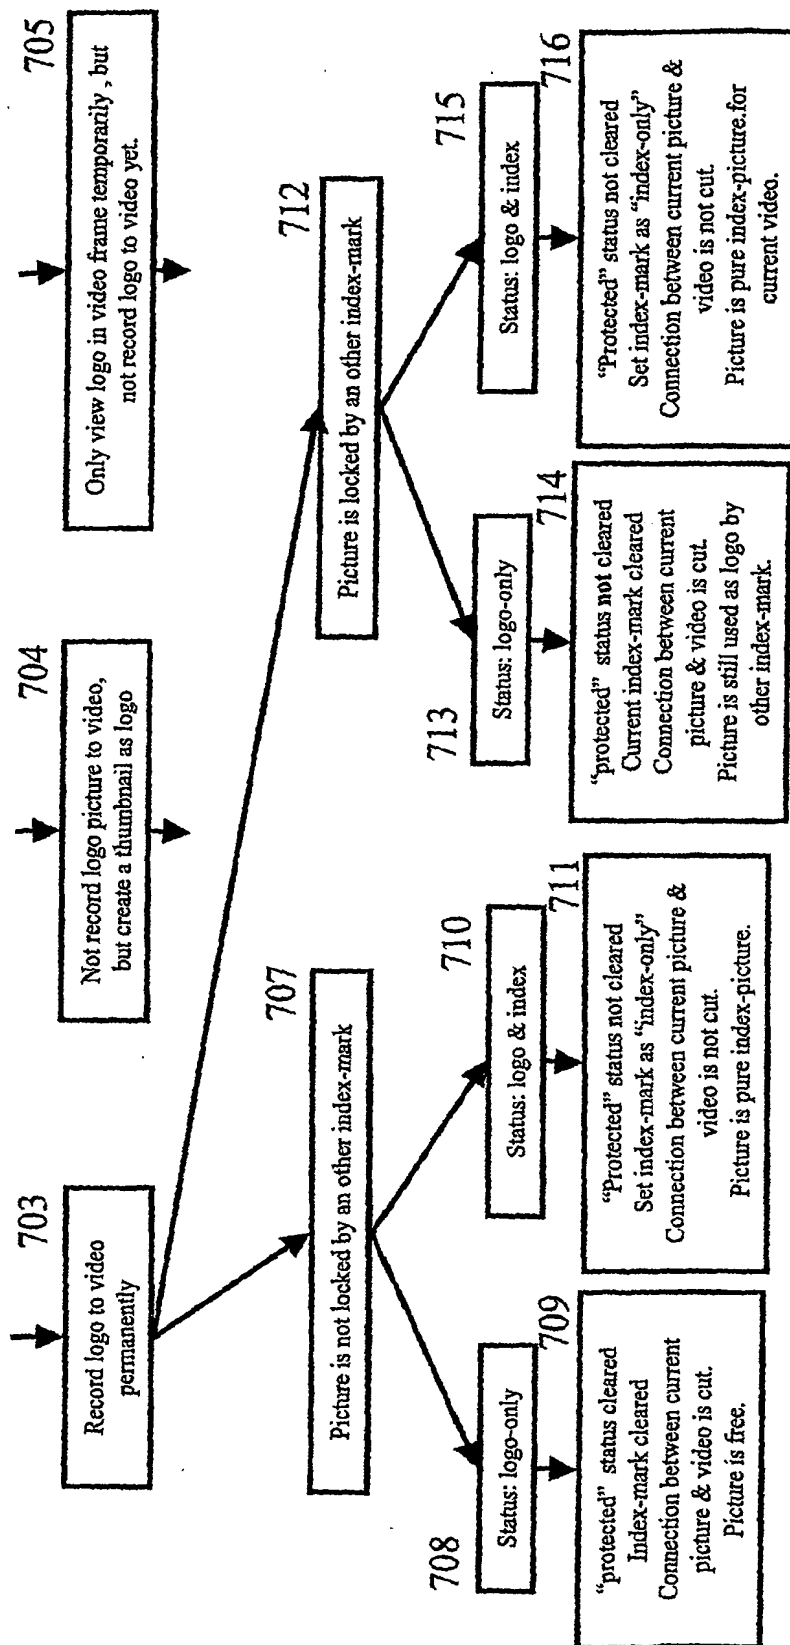 703
Record logo to video
permanently
704
Not record logo picture to video,
but create a thumbnail as logo
705
Only view logo in video frame temporarily , but
not record logo to video yet.
707
Picture is not locked by an other index-mark
712
Picture is locked by an other index-mark
708
Status: logo-only
710
Status: logo & index
713
Status: logo-only
715
Status: logo & index
709
“protected” status cleared
Index-mark cleared
Connection between current
picture & video is cut.
Picture is free.
711
“Protected” status not cleared
Set index-mark as “index-only”
Connection between current picture &
video is not cut.
Picture is pure index-picture.
714
“protected” status not cleared
Current index-mark cleared
Connection between current
picture & video is cut.
Picture is still used as logo by
other index-mark.
716
“Protected” status not cleared
Set index-mark as “index-only”
Connection between current picture &
video is not cut.
Picture is pure index-picture.for
current video.